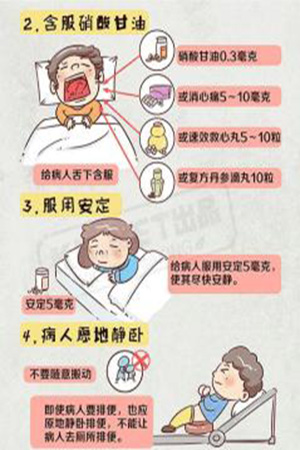 2.含服硝酸甘油
硝酸甘油0.3毫克
或消心痛5~10毫克
或速效救心丸5~10粒
或复方丹参滴丸10粒
给病人舌下含服
3.服用安定
给病人服用安定5毫克,
使其尽快安静。
安定5毫克
4.病人愿地静卧
不要随意搬动
即使病人要排便,也应
原地静卧排便,不能让
病人去厕所排便。